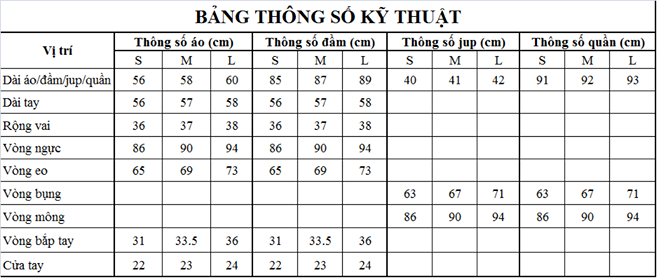 BẢNG THÔNG SỐ KỸ THUẬT
Vị trí Thông số áo (cm) Thông số đầm (cm) Thông số jup (cm) Thông số quần (cm)
S M L S M L S M L S M L
Dài áo/đầm/jup/quần 56 58 60 85 87 89 40 41 42 91 92 93
Dài tay 56 57 58 56 57 58
Rộng vai 36 37 38 36 37 38
Vòng ngực 86 90 94 86 90 94
Vòng eo 65 69 73 65 69 73
Vòng bụng 63 67 71 63 67 71
Vòng mông 86 90 94 86 90 94
Vòng bắp tay 31 33.5 36 31 33.5 36
Cửa tay 22 23 24 22 23 24